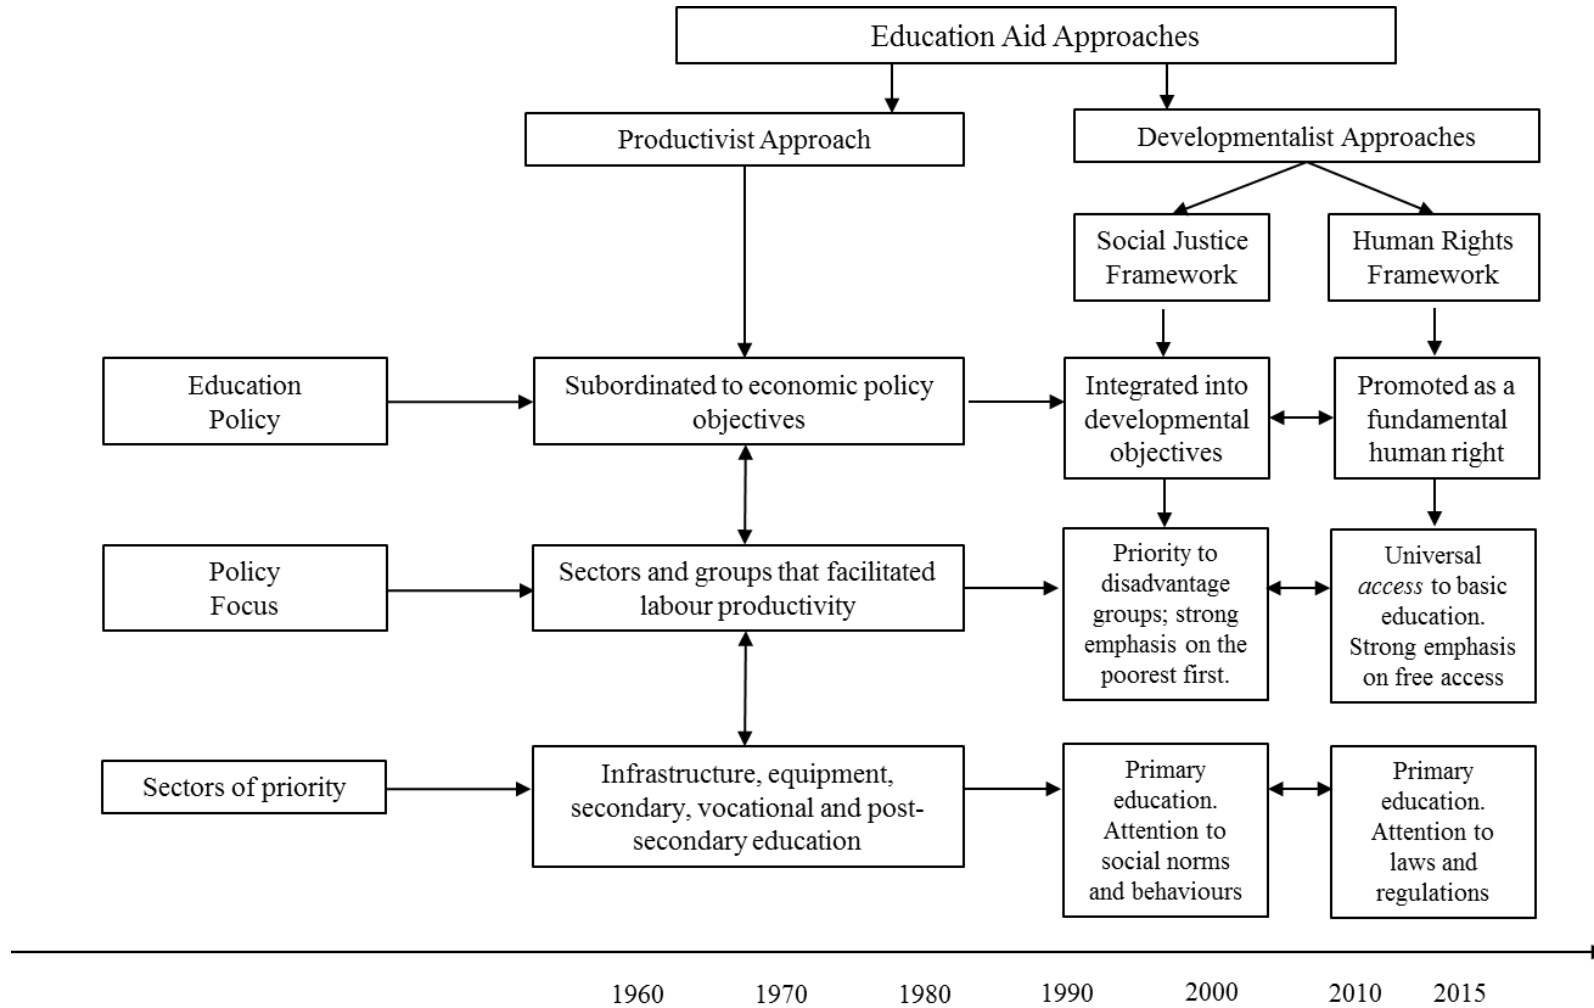 Education Aid Approaches
Productivist Approach
Developmentalist Approaches
Social Justice
Framework
Human Rights
Framework
Education
Policy
Subordinated to economic policy
objectives
Integrated into
developmental
objectives
Promoted as a
fundamental
human right
Policy
Focus
Sectors and groups that facilitated
labour productivity
Priority to
disadvantage
groups; strong
emphasis on the
poorest first.
Universal
access to basic
education.
Strong emphasis
on free access
Sectors of priority
Infrastructure, equipment,
secondary, vocational and post-
secondary education
Primary
education.
Attention to
social norms
and behaviours
Primary
education.
Attention to
laws and
regulations
1960 1970 1980 1990 2000 2010 2015